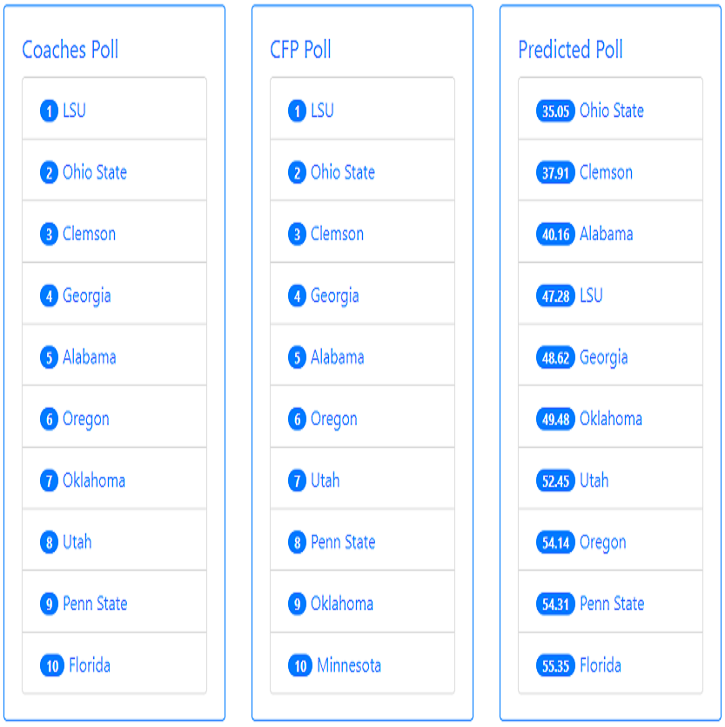 Coaches Poll
1 LSU
2 Ohio State
3 Clemson
4 Georgia
5 Alabama
6 Oregon
7 Oklahoma
8 Utah
9 Penn State
10 Florida
CFP Poll
1 LSU
2 Ohio State
3 Clemson
4 Georgia
5 Alabama
6 Oregon
7 Utah
8 Penn State
9 Oklahoma
10 Minnesota
Predicted Poll
35.05 Ohio State
37.91 Clemson
40.16 Alabama
47.28 LSU
48.62 Georgia
49.48 Oklahoma
52.45 Utah
54.14 Oregon
54.31 Penn State
55.35 Florida